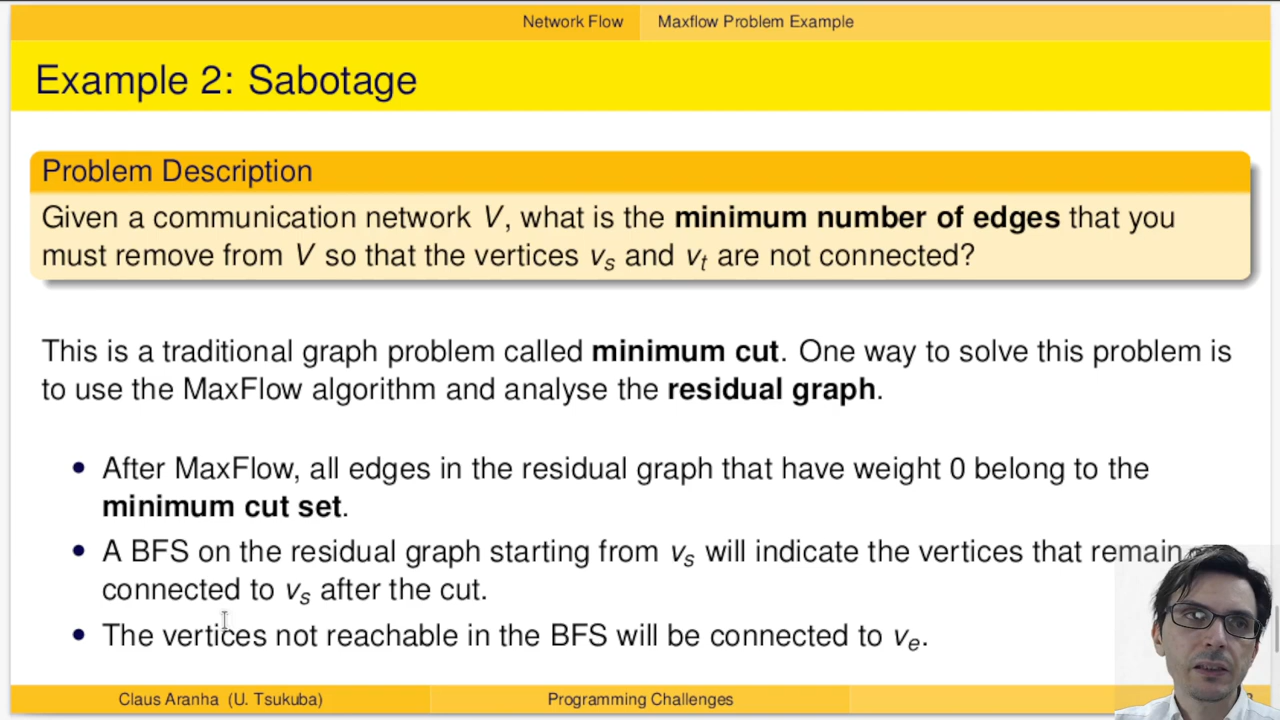 Network Flow Maxflow Problem Example
Example 2: Sabotage
Problem Description
Given a communication network V, what is the minimum number of edges that you
must remove from V so that the vertices vs and vt are not connected?
This is a traditional graph problem called minimum cut. One way to solve this problem is
to use the MaxFlow algorithm and analyse the residual graph.
• After MaxFlow, all edges in the residual graph that have weight 0 belong to the
minimum cut set.
• A BFS on the residual graph starting from vs will indicate the vertices that remain
connected to vs after the cut.
• The vertices not reachable in the BFS will be connected to ve.
Claus Aranha (U. Tsukuba) Programming Challenges